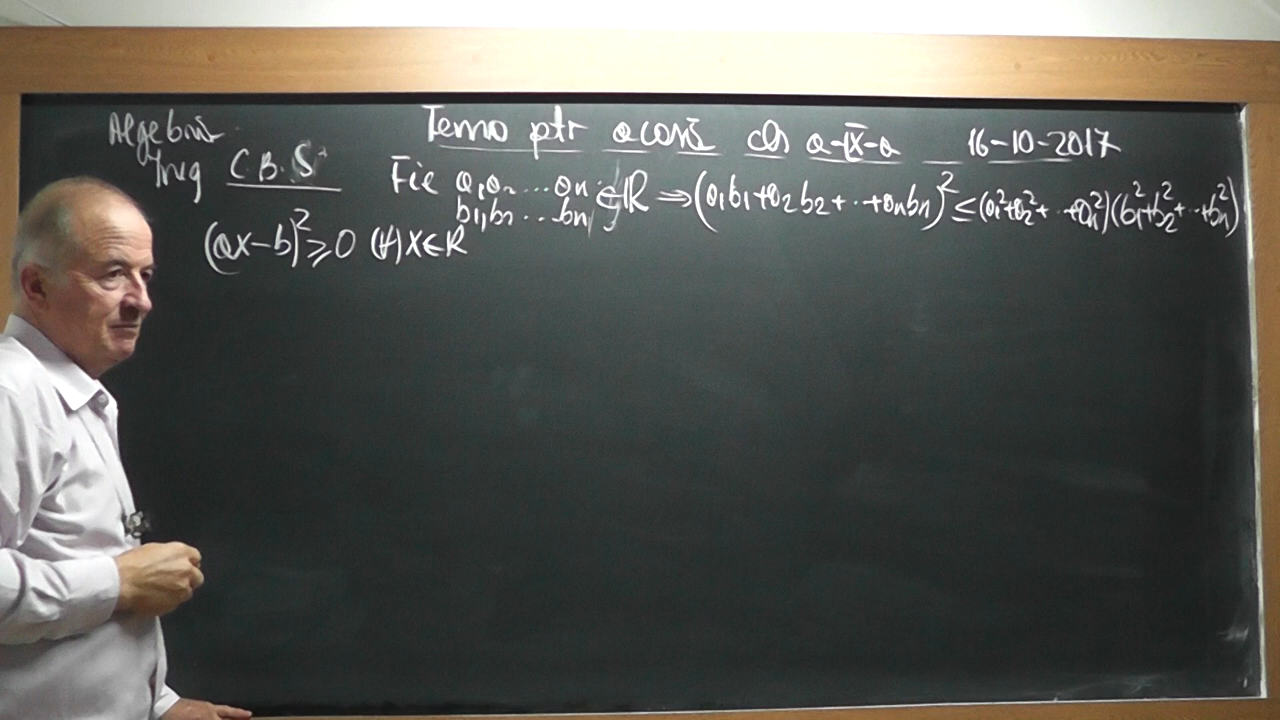 Algebră Temă ptr acasă cls a-IX-a 16-10-2017
Ineg C.B.S Fie a₁,a₂ ... aₙ ∈ℝ ⇒ (a₁b₁+a₂b₂+..+aₙbₙ)² ≤ (a₁²+a₂²+..+aₙ²)(b₁²+b₂²+..+bₙ²)
b₁,b₂ ... bₙ
(ax-b)² ≥ 0 (∀)x∈ℝ